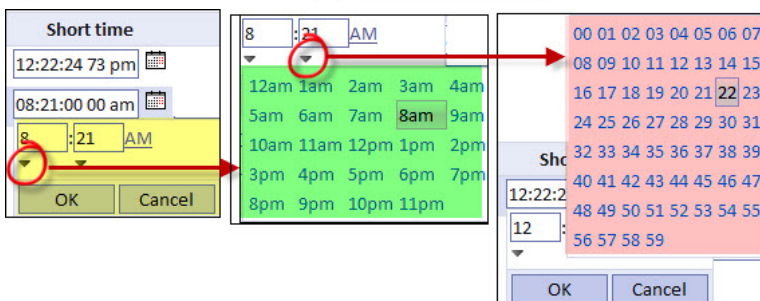 Short time
12:22:24 73 pm
08:21:00 00 am
8 :21 AM
OK Cancel
8 :21 AM
12am 1am 2am 3am 4am
5am 6am 7am 8am 9am
10am 11am 12pm 1pm 2pm
3pm 4pm 5pm 6pm 7pm
8pm 9pm 10pm 11pm
00 01 02 03 04 05 06 07
08 09 10 11 12 13 14 15
16 17 18 19 20 21 22 23
24 25 26 27 28 29 30 31
32 33 34 35 36 37 38 39
40 41 42 43 44 45 46 47
48 49 50 51 52 53 54 55
56 57 58 59
Sho
12:22:2
12 :
OK Cancel